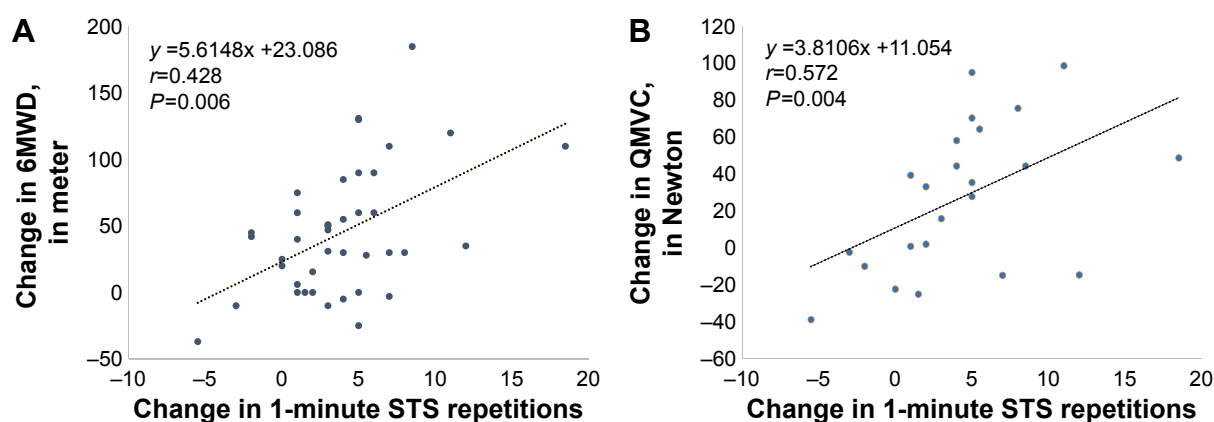 A
y =5.6148x +23.086
r=0.428
P=0.006
Change in 6MWD,
in meter
200
150
100
50
0
–50
–10
–5
0
5
10
15
20
Change in 1-minute STS repetitions
B
y =3.8106x +11.054
r=0.572
P=0.004
Change in QMVC,
in Newton
120
100
80
60
40
20
0
–20
–40
–60
–10
–5
0
5
10
15
20
Change in 1-minute STS repetitions